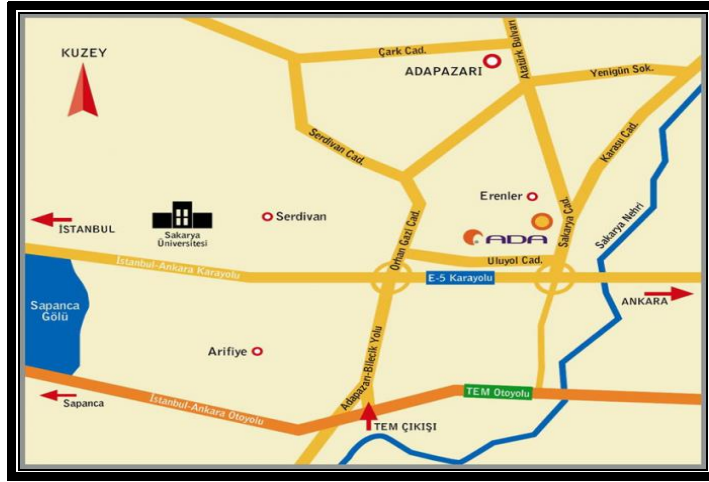 KUZEY
Çark Cad.
ADAPAZARI
Atatürk Bulvarı
Yenigün Sok.
Serdivan Cad.
Karasu Cad.
Erenler
Sakarya
Üniversitesi
Serdivan
İSTANBUL
Orhan Gazi Cad.
ADA
Sakarya Cad.
Sakarya Nehri
Uluyol Cad.
İstanbul-Ankara Karayolu
E-5 Karayolu
ANKARA
Sapanca
Gölü
Arifiye
Adapazarı-Bilecik Yolu
TEM Otoyolu
Sapanca
İstanbul-Ankara Otoyolu
TEM ÇIKIŞI